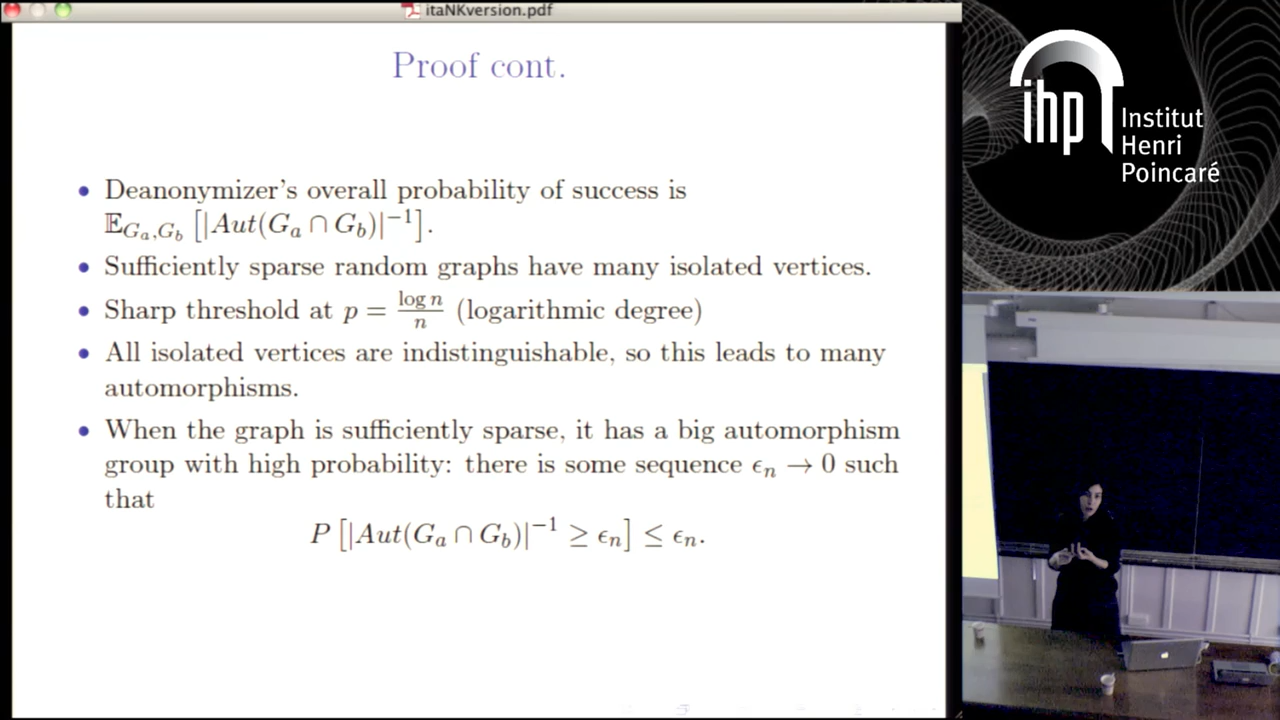 itaNKversion.pdf
Proof cont.
• Deanonymizer's overall probability of success is
𝔼_{G_a,G_b} [|Aut(G_a ∩ G_b)|^{-1}].
• Sufficiently sparse random graphs have many isolated vertices.
• Sharp threshold at p = \frac{log n}{n} (logarithmic degree)
• All isolated vertices are indistinguishable, so this leads to many
automorphisms.
• When the graph is sufficiently sparse, it has a big automorphism
group with high probability: there is some sequence ϵ_n → 0 such
that
P [|Aut(G_a ∩ G_b)|^{-1} ≥ ϵ_n] ≤ ϵ_n.
ihp
Institut
Henri
Poincaré